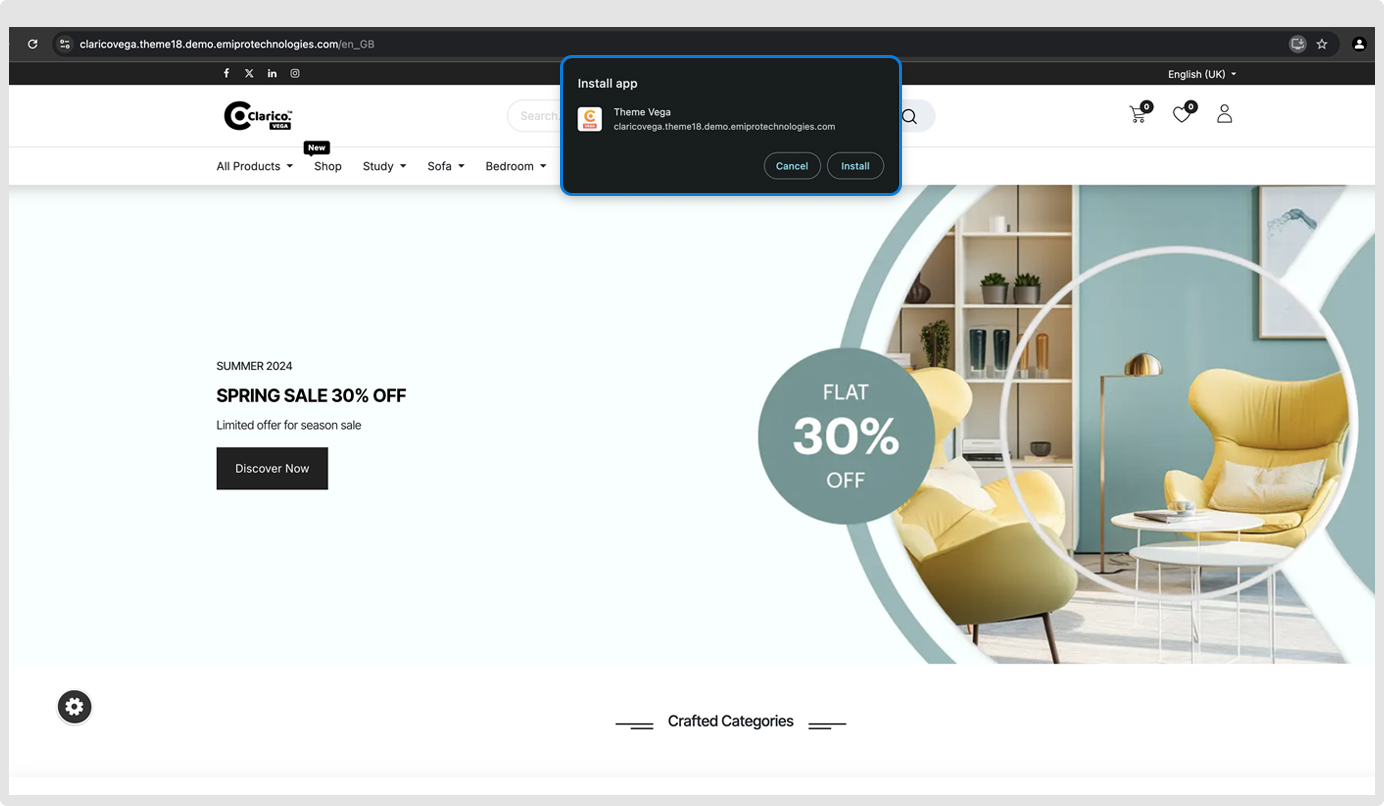 claricovega.theme18.demo.emiprotechnologies.com/en_GB
English (UK)
Install app
Theme Vega
claricovega.theme18.demo.emiprotechnologies.com
Cancel
Install
Clarico™
VEGA
Search
0
0
New
All Products
Shop
Study
Sofa
Bedroom
SUMMER 2024
SPRING SALE 30% OFF
Limited offer for season sale
Discover Now
FLAT
30%
OFF
Crafted Categories